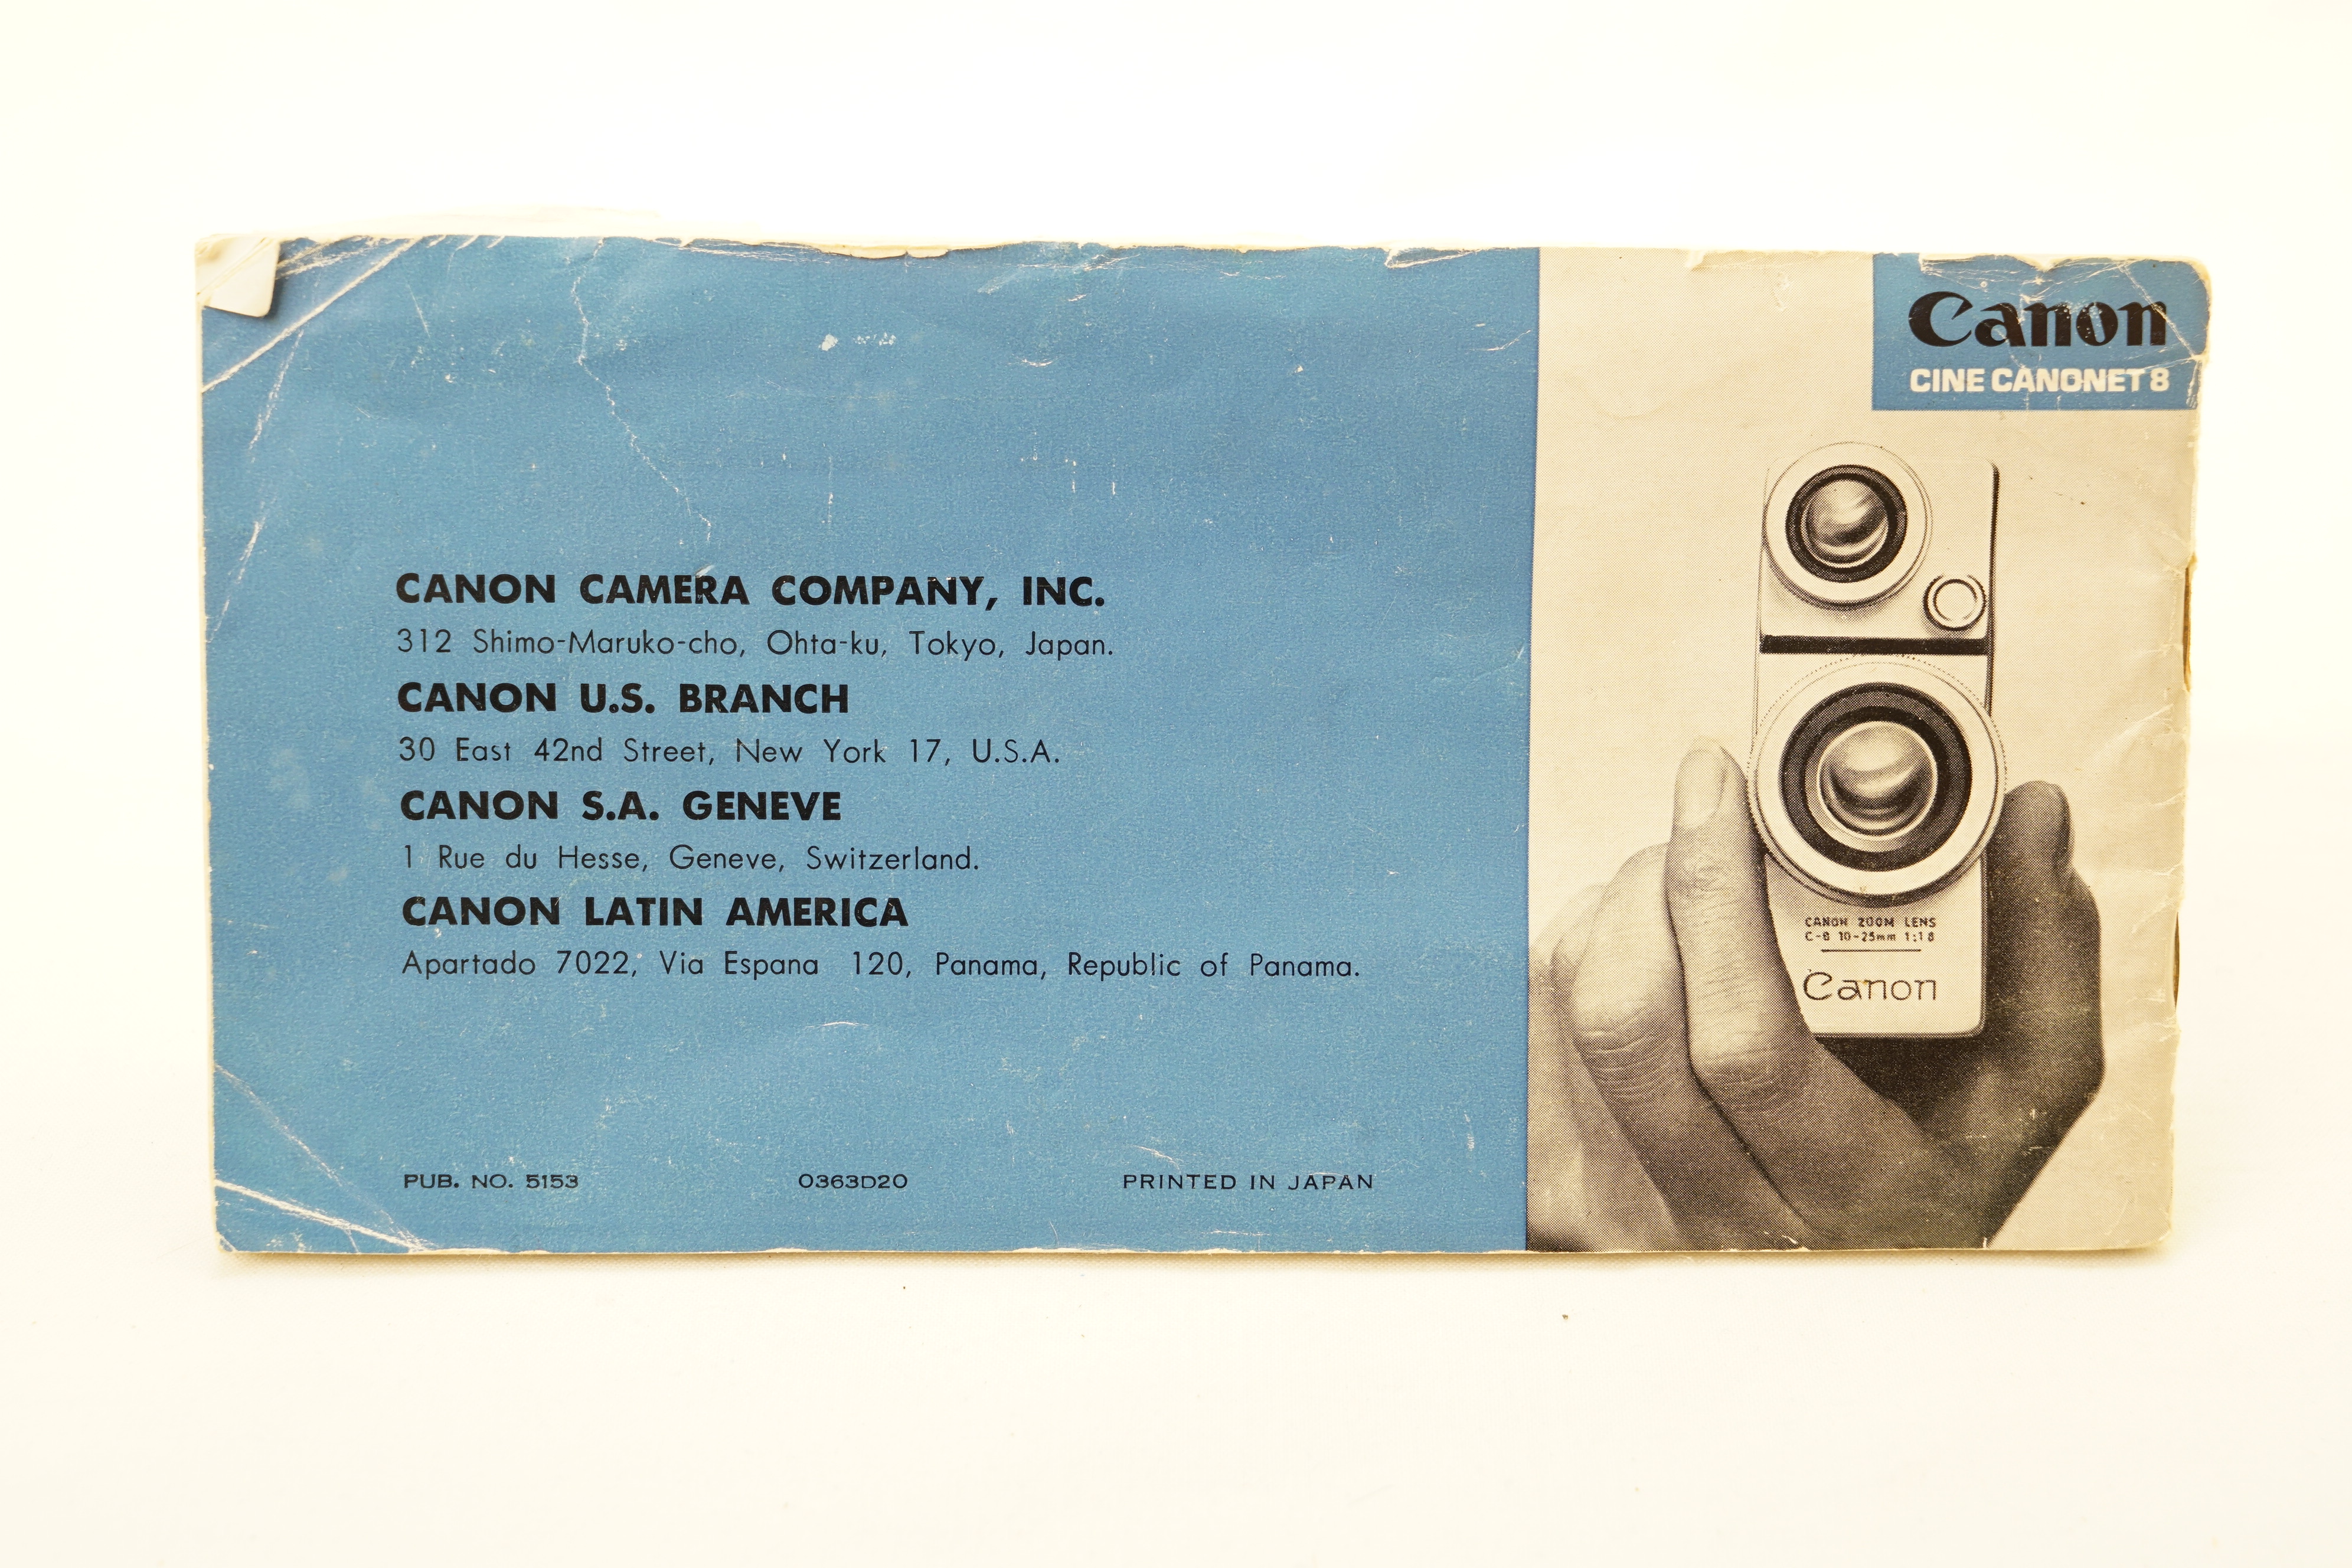 Canon
CINE CANONET 8
CANON CAMERA COMPANY, INC.
312 Shimo-Maruko-cho, Ohta-ku, Tokyo, Japan.
CANON U.S. BRANCH
30 East 42nd Street, New York 17, U.S.A.
CANON S.A. GENEVE
1 Rue du Hesse, Geneve, Switzerland.
CANON LATIN AMERICA
Apartado 7022, Via Espana 120, Panama, Republic of Panama.
CANON ZOOM LENS
C-8 10-25mm 1:1.8
Canon
PUB. NO. 5153 0363D20 PRINTED IN JAPAN